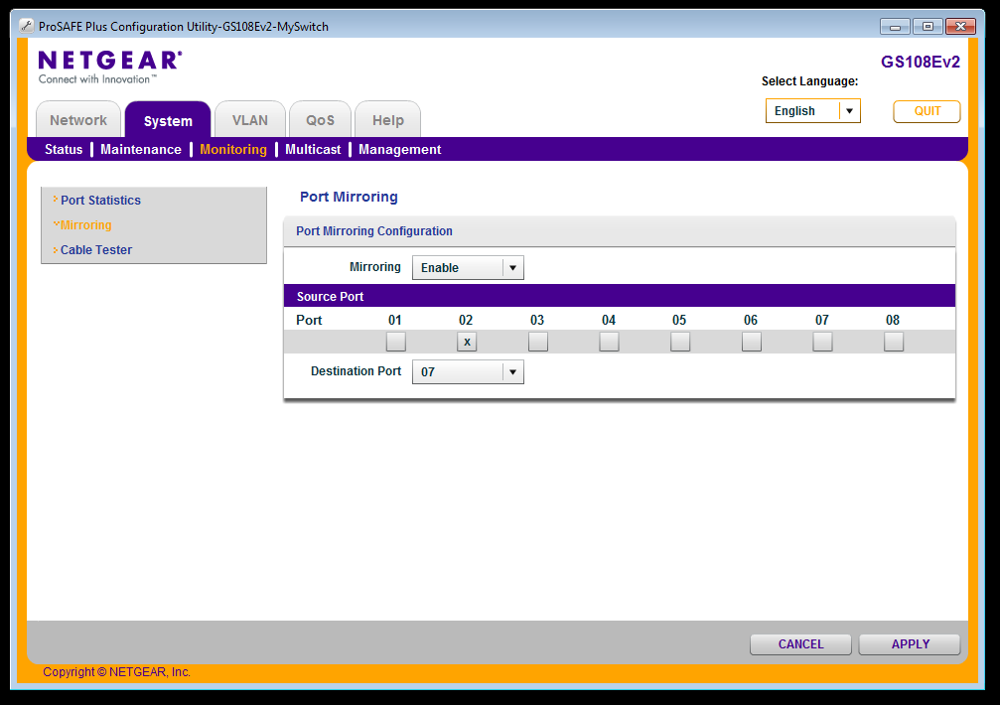 ProSAFE Plus Configuration Utility-GS108Ev2-MySwitch
NETGEAR®
Connect with Innovation™
GS108Ev2
Select Language:
English
QUIT
Network System VLAN QoS Help
Status | Maintenance | Monitoring | Multicast | Management
Port Statistics
Mirroring
Cable Tester
Port Mirroring
Port Mirroring Configuration
Mirroring Enable
Source Port
Port 01 02 03 04 05 06 07 08
x
Destination Port 07
CANCEL APPLY
Copyright © NETGEAR, Inc.